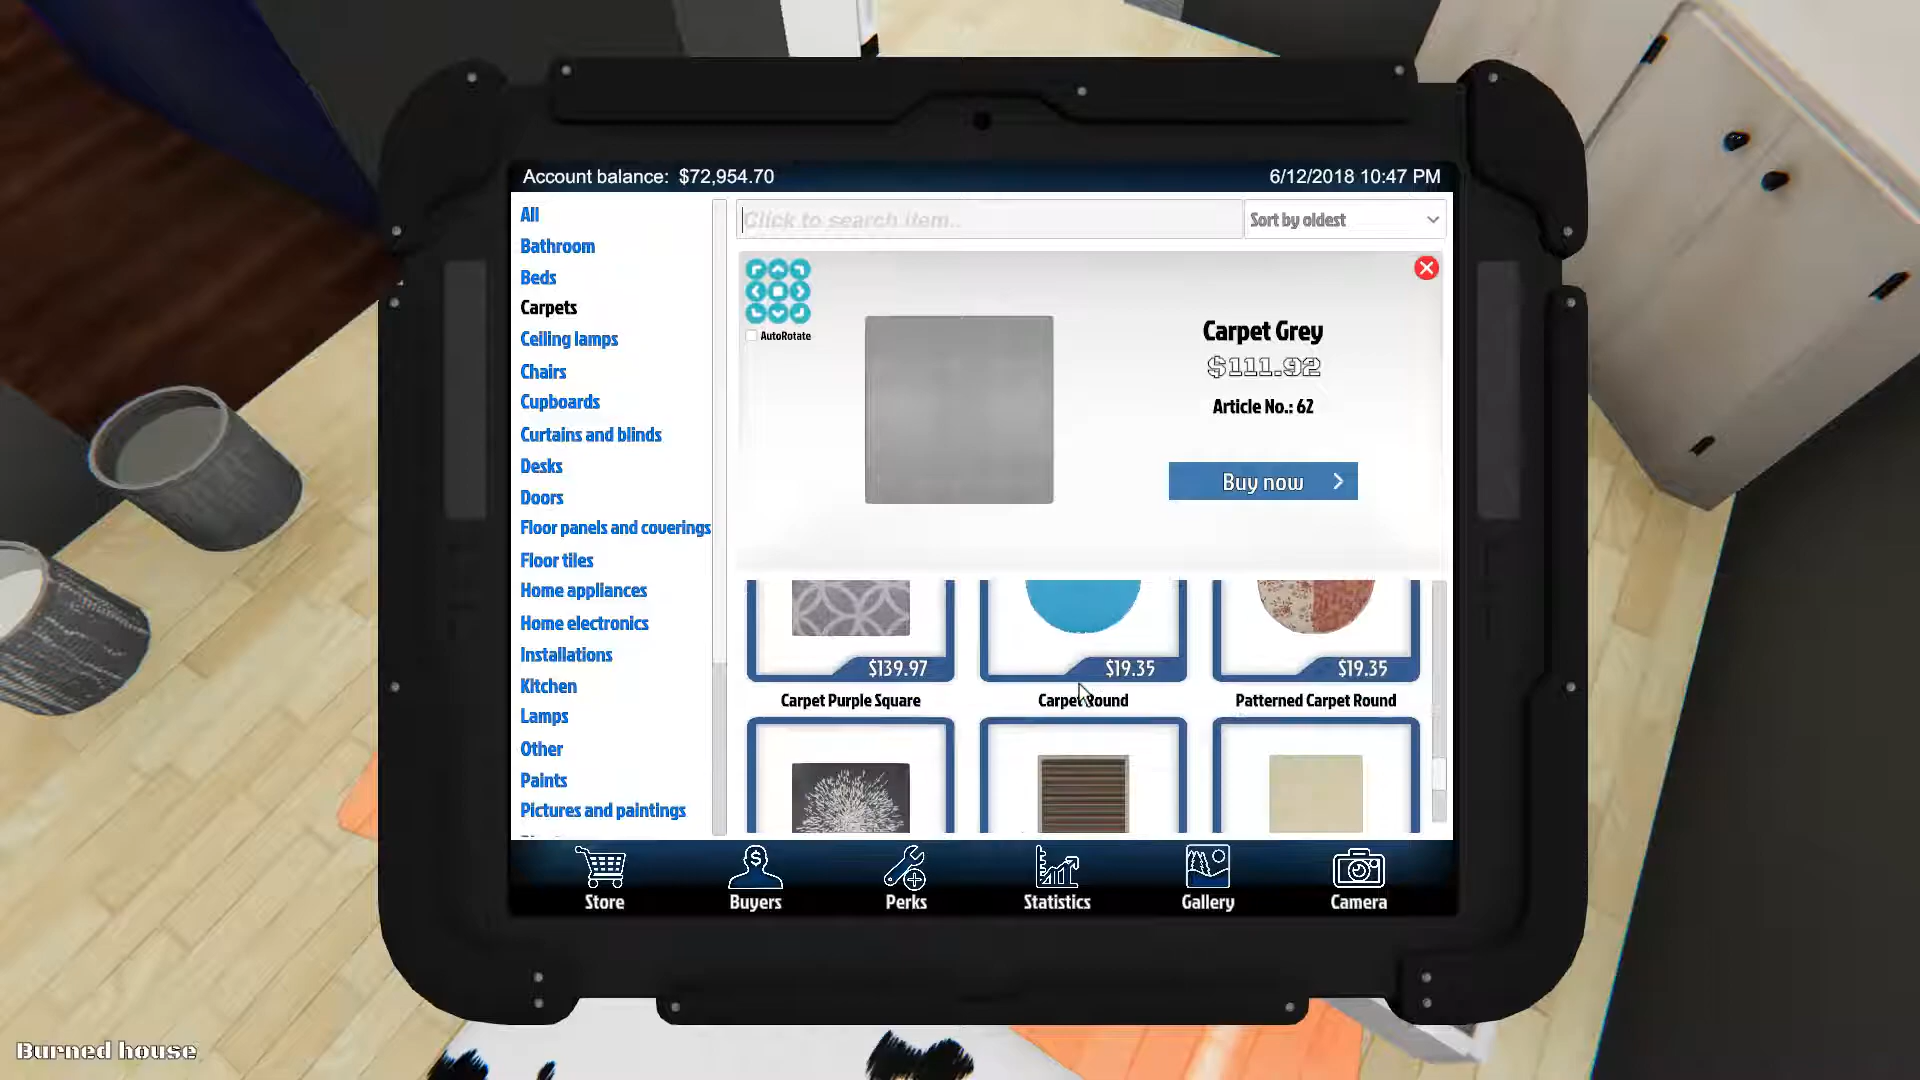 Account balance: $72,954.70
6/12/2018 10:47 PM
All
Bathroom
Beds
Carpets
Ceiling lamps
Chairs
Cupboards
Curtains and blinds
Desks
Doors
Floor panels and coverings
Floor tiles
Home appliances
Home electronics
Installations
Kitchen
Lamps
Other
Paints
Pictures and paintings
Click to search item..
Sort by oldest
AutoRotate
Carpet Grey
$111.92
Article No.: 62
Buy now
$139.97
$19.35
$19.35
Carpet Purple Square
Carpet Round
Patterned Carpet Round
Store
Buyers
Perks
Statistics
Gallery
Camera
Burned house